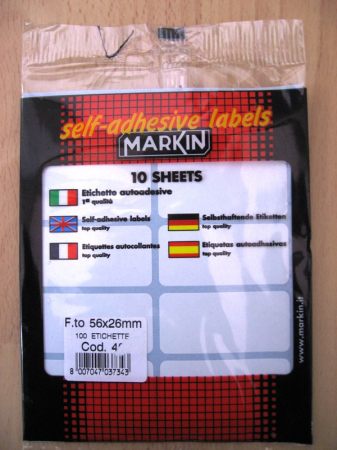 self-adhesive labels
MARKIN
10 SHEETS
Etichetto autoadesive
1ª qualità
Self-adhesive labels
top quality
Selbsthaftende Etiketten
top quality
Etiquettes autocollantes
top quality
Etiquetas autoadhesivas
top quality
F.to 56x26mm
100 ETICHETTE
Cod.
8 007047 037343
www.markin.it